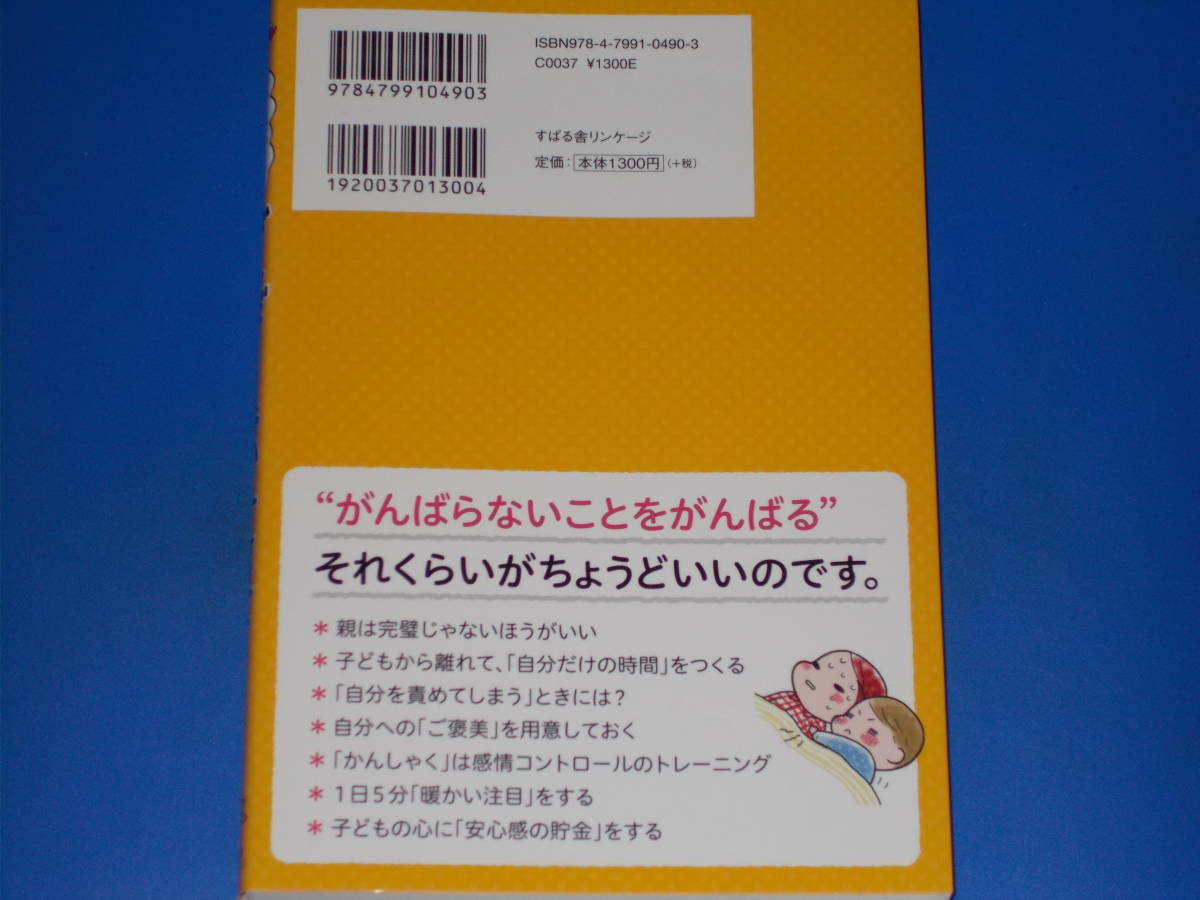 ISBN978-4-7991-0490-3
C0037 ¥1300E
9784799104903
すばる舎リンケージ
定価：本体1300円(+税)
1920037013004
“がんばらないことをがんばる”
それくらいがちょうどいいのです。
＊ 親は完璧じゃないほうがいい
＊ 子どもから離れて、「自分だけの時間」をつくる
＊ 「自分を責めてしまう」ときには？
＊ 自分への「ご褒美」を用意しておく
＊ 「かんしゃく」は感情コントロールのトレーニング
＊ 1日5分「暖かい注目」をする
＊ 子どもの心に「安心感の貯金」をする